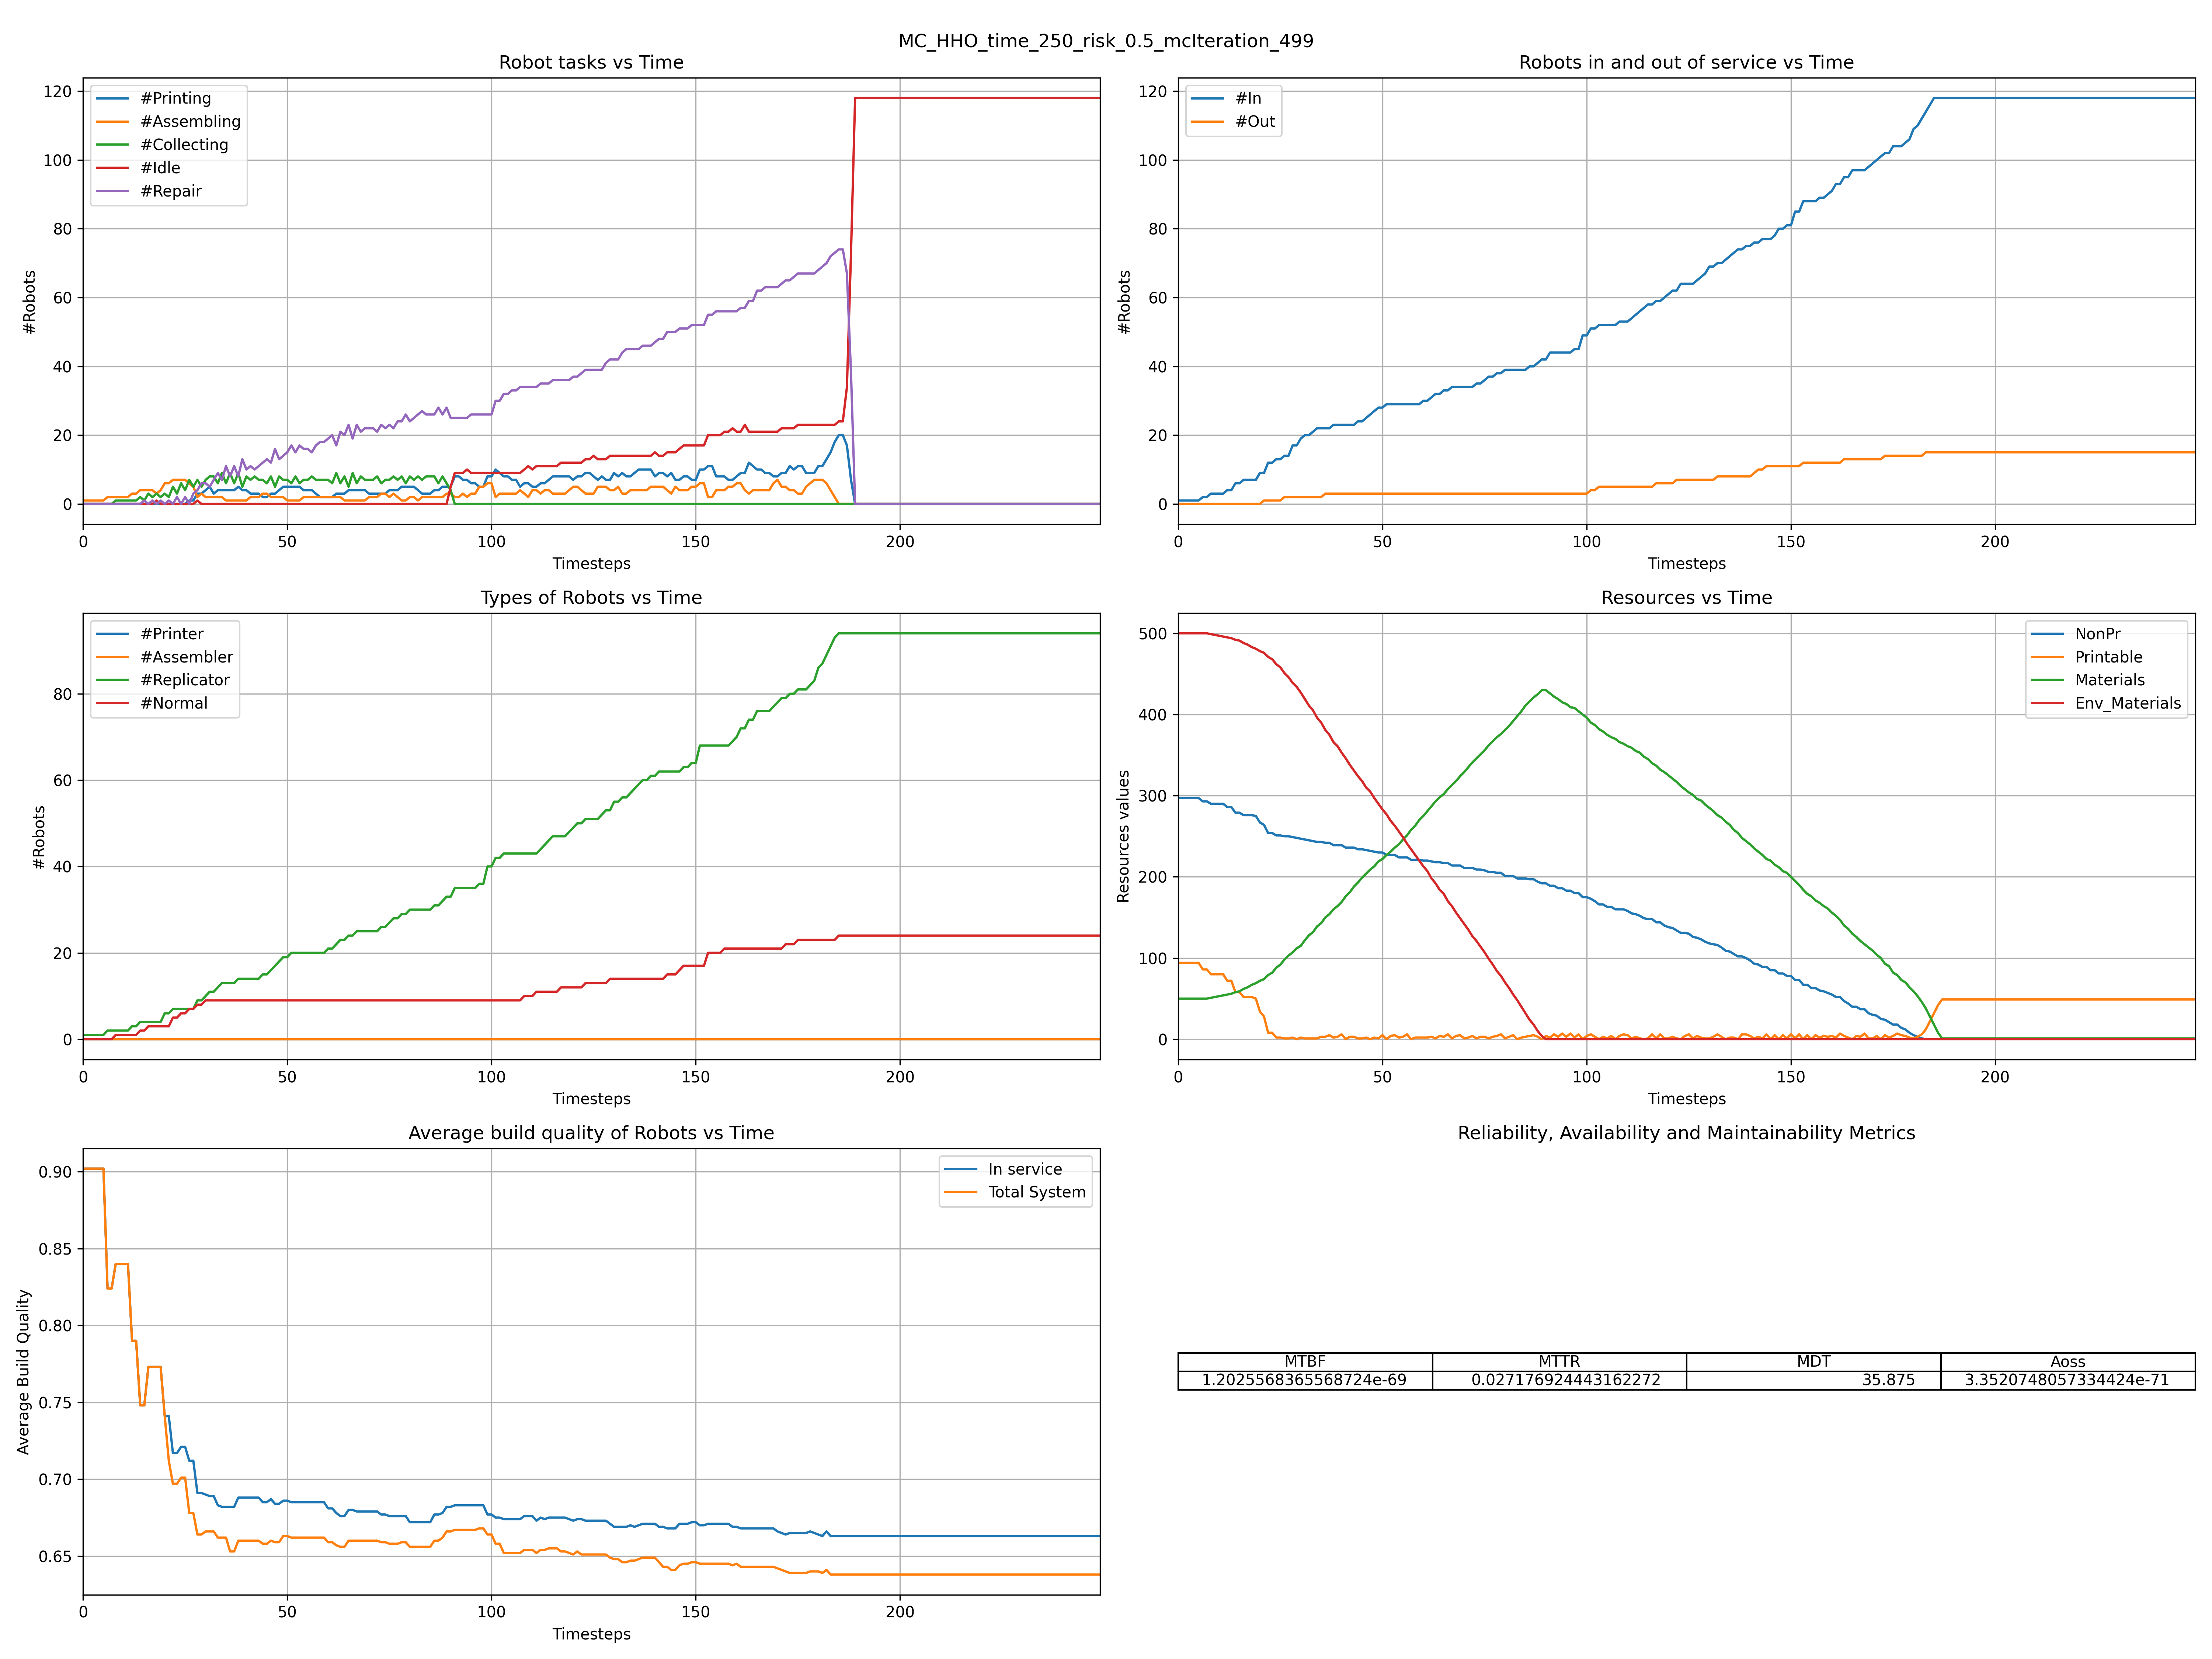 MC_HHO_time_250_risk_0.5_mcIteration_499
Robot tasks vs Time
#Robots
120
100
80
60
40
20
0
#Printing
#Assembling
#Collecting
#Idle
#Repair
0 50 100 150 200
Timesteps
Robots in and out of service vs Time
#Robots
120
100
80
60
40
20
0
#In
#Out
0 50 100 150 200
Timesteps
Types of Robots vs Time
#Robots
80
60
40
20
0
#Printer
#Assembler
#Replicator
#Normal
0 50 100 150 200
Timesteps
Resources vs Time
Resources values
500
400
300
200
100
0
NonPr
Printable
Materials
Env_Materials
0 50 100 150 200
Timesteps
Average build quality of Robots vs Time
Average Build Quality
0.90
0.85
0.80
0.75
0.70
0.65
In service
Total System
0 50 100 150 200
Timesteps
Reliability, Availability and Maintainability Metrics
MTBF MTTR MDT Aoss
1.2025568365568724e-69 0.027176924443162272 35.875 3.3520748057334424e-71